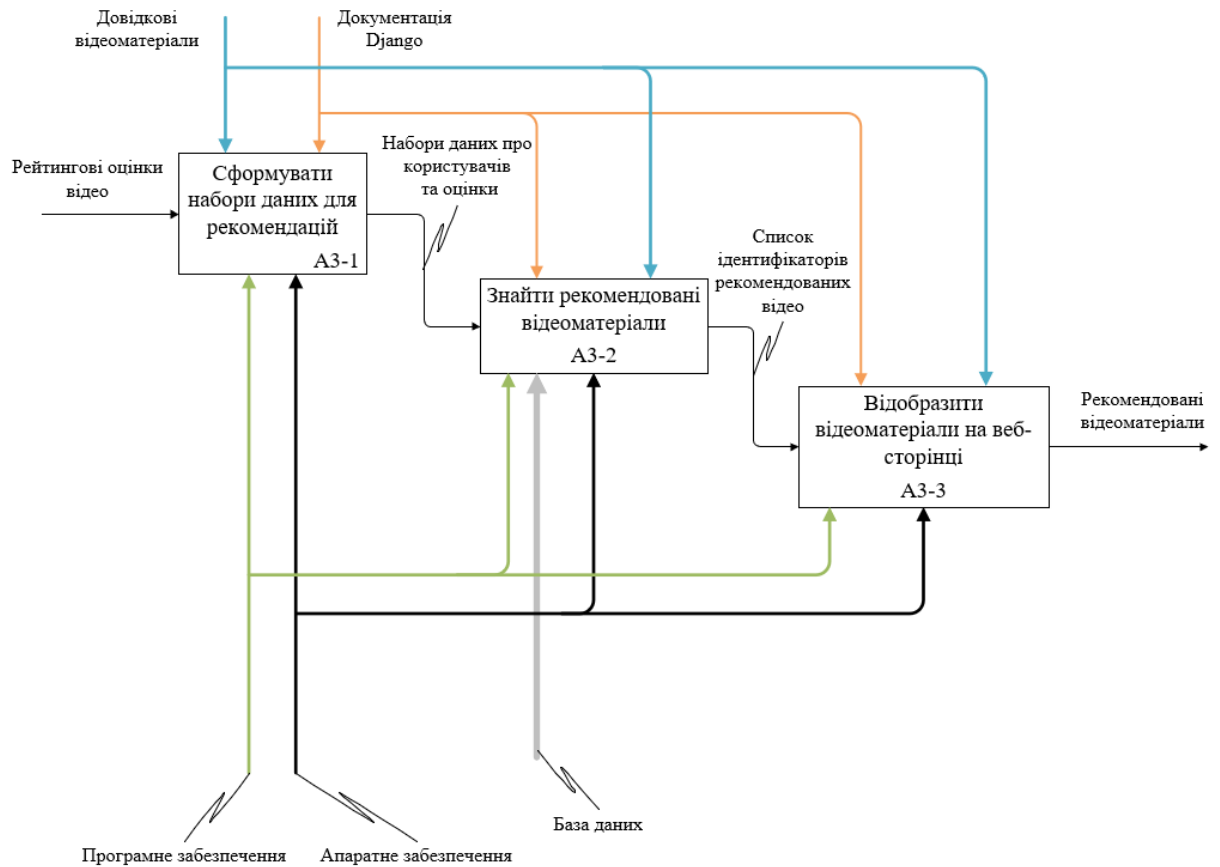 Довідкові
відеоматеріали
Документація
Django
Рейтингові оцінки
відео
Сформувати
набори даних для
рекомендацій
А3-1
Набори даних про
користувачів
та оцінки
Знайти рекомендовані
відеоматеріали
А3-2
Список
ідентифікаторів
рекомендованих
відео
Відобразити
відеоматеріали на веб-
сторінці
А3-3
Рекомендовані
відеоматеріали
Програмне забезпечення
Апаратне забезпечення
База даних